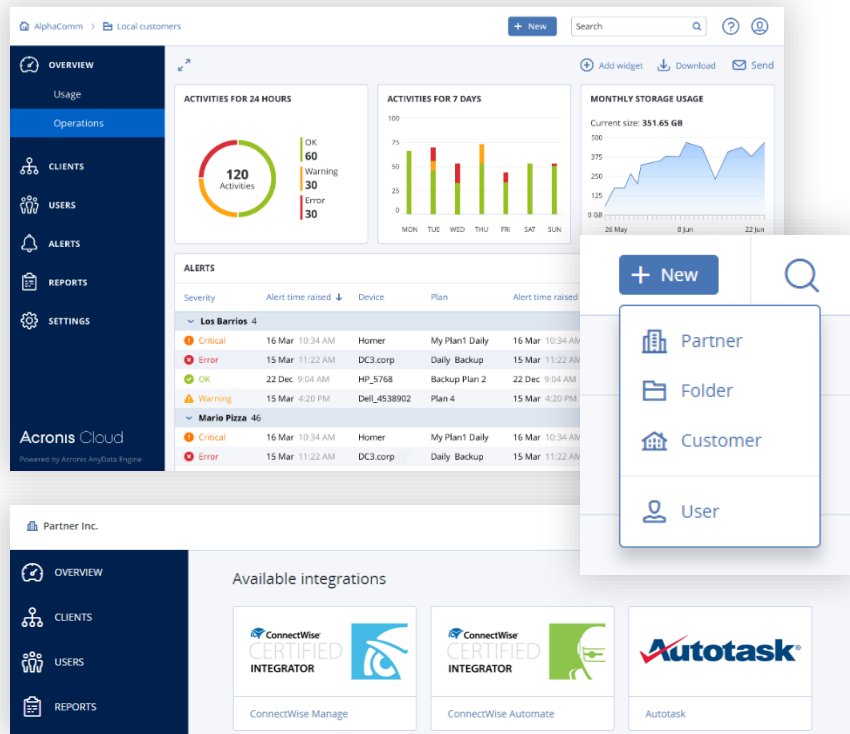 AlphaComm > Local customers
+ New
Search
?
OVERVIEW
Usage
Operations
CLIENTS
USERS
ALERTS
REPORTS
SETTINGS
Acronis Cloud
Powered by Acronis AnyData Engine
Add widget
Download
Send
ACTIVITIES FOR 24 HOURS
120
Activities
OK
60
Warning
30
Error
30
ACTIVITIES FOR 7 DAYS
100
75
50
25
0
MON TUE WED THU FRI SAT SUN
MONTHLY STORAGE USAGE
Current size: 351.65 GB
500
375
250
125
0 GB
26 May 8 Jun 22 Jun
ALERTS
Severity Alert time raised ↓ Device Plan Alert time raised
Los Barrios 4
Critical 16 Mar 10:34 AM Homer My Plan1 Daily 16 Mar 10:34 AM
Error 15 Mar 11:22 AM DC3.corp Daily Backup 15 Mar 11:22 AM
OK 22 Dec 9:04 AM HP_5768 Backup Plan 2 22 Dec 9:04 AM
Warning 15 Mar 4:20 PM Dell_4538902 Plan 4 15 Mar 4:20 PM
Mario Pizza 46
Critical 16 Mar 10:34 AM Homer My Plan1 Daily 16 Mar 10:34 AM
Error 15 Mar 11:22 AM DC3.corp Daily Backup 15 Mar 11:22 AM
+ New
Partner
Folder
Customer
User
Partner Inc.
OVERVIEW
CLIENTS
USERS
REPORTS
Available integrations
ConnectWise
CERTIFIED
INTEGRATOR
ConnectWise Manage
ConnectWise
CERTIFIED
INTEGRATOR
ConnectWise Automate
Autotask
Autotask